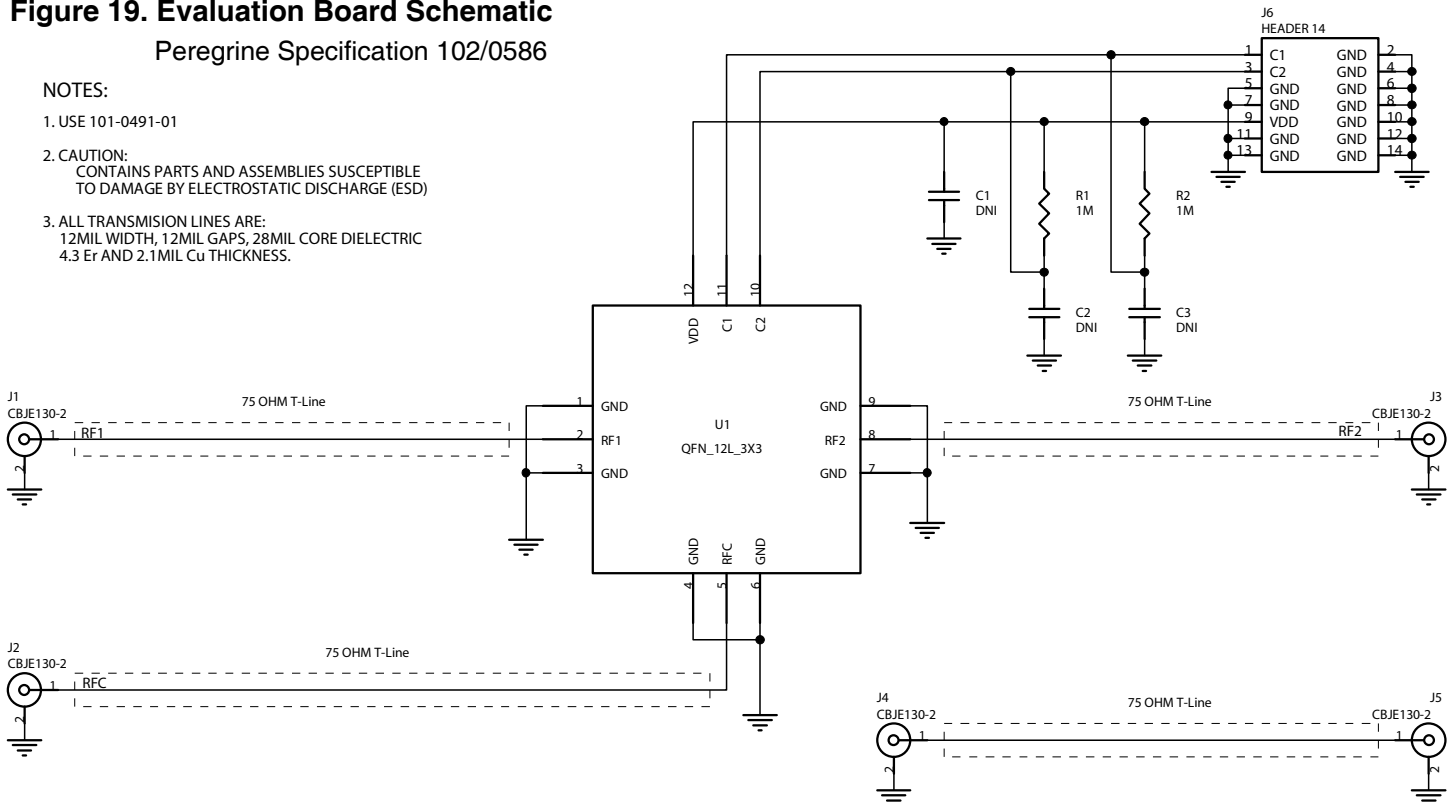 Figure 19. Evaluation Board Schematic
Peregrine Specification 102/0586
NOTES:
1. USE 101-0491-01
2. CAUTION:
CONTAINS PARTS AND ASSEMBLIES SUSCEPTIBLE
TO DAMAGE BY ELECTROSTATIC DISCHARGE (ESD)
3. ALL TRANSMISION LINES ARE:
12MIL WIDTH, 12MIL GAPS, 28MIL CORE DIELECTRIC
4.3 Er AND 2.1MIL Cu THICKNESS.
J6
HEADER 14
1 C1 GND 2
3 C2 GND 4
5 GND GND 6
7 GND GND 8
9 VDD GND 10
11 GND GND 12
13 GND GND 14
C1
DNI
R1
1M
R2
1M
C2
DNI
C3
DNI
12 11 10
VDD C1 C2
J1
CBJE130-2
1
2
75 OHM T-Line
RF1
1 GND
2 RF1
3 GND
U1
QFN_12L_3X3
GND 9
RF2 8
GND 7
75 OHM T-Line
RF2
J3
CBJE130-2
1
2
GND RFC GND
4 5 6
J2
CBJE130-2
1
2
75 OHM T-Line
RFC
J4
CBJE130-2
1
2
75 OHM T-Line
J5
CBJE130-2
1
2